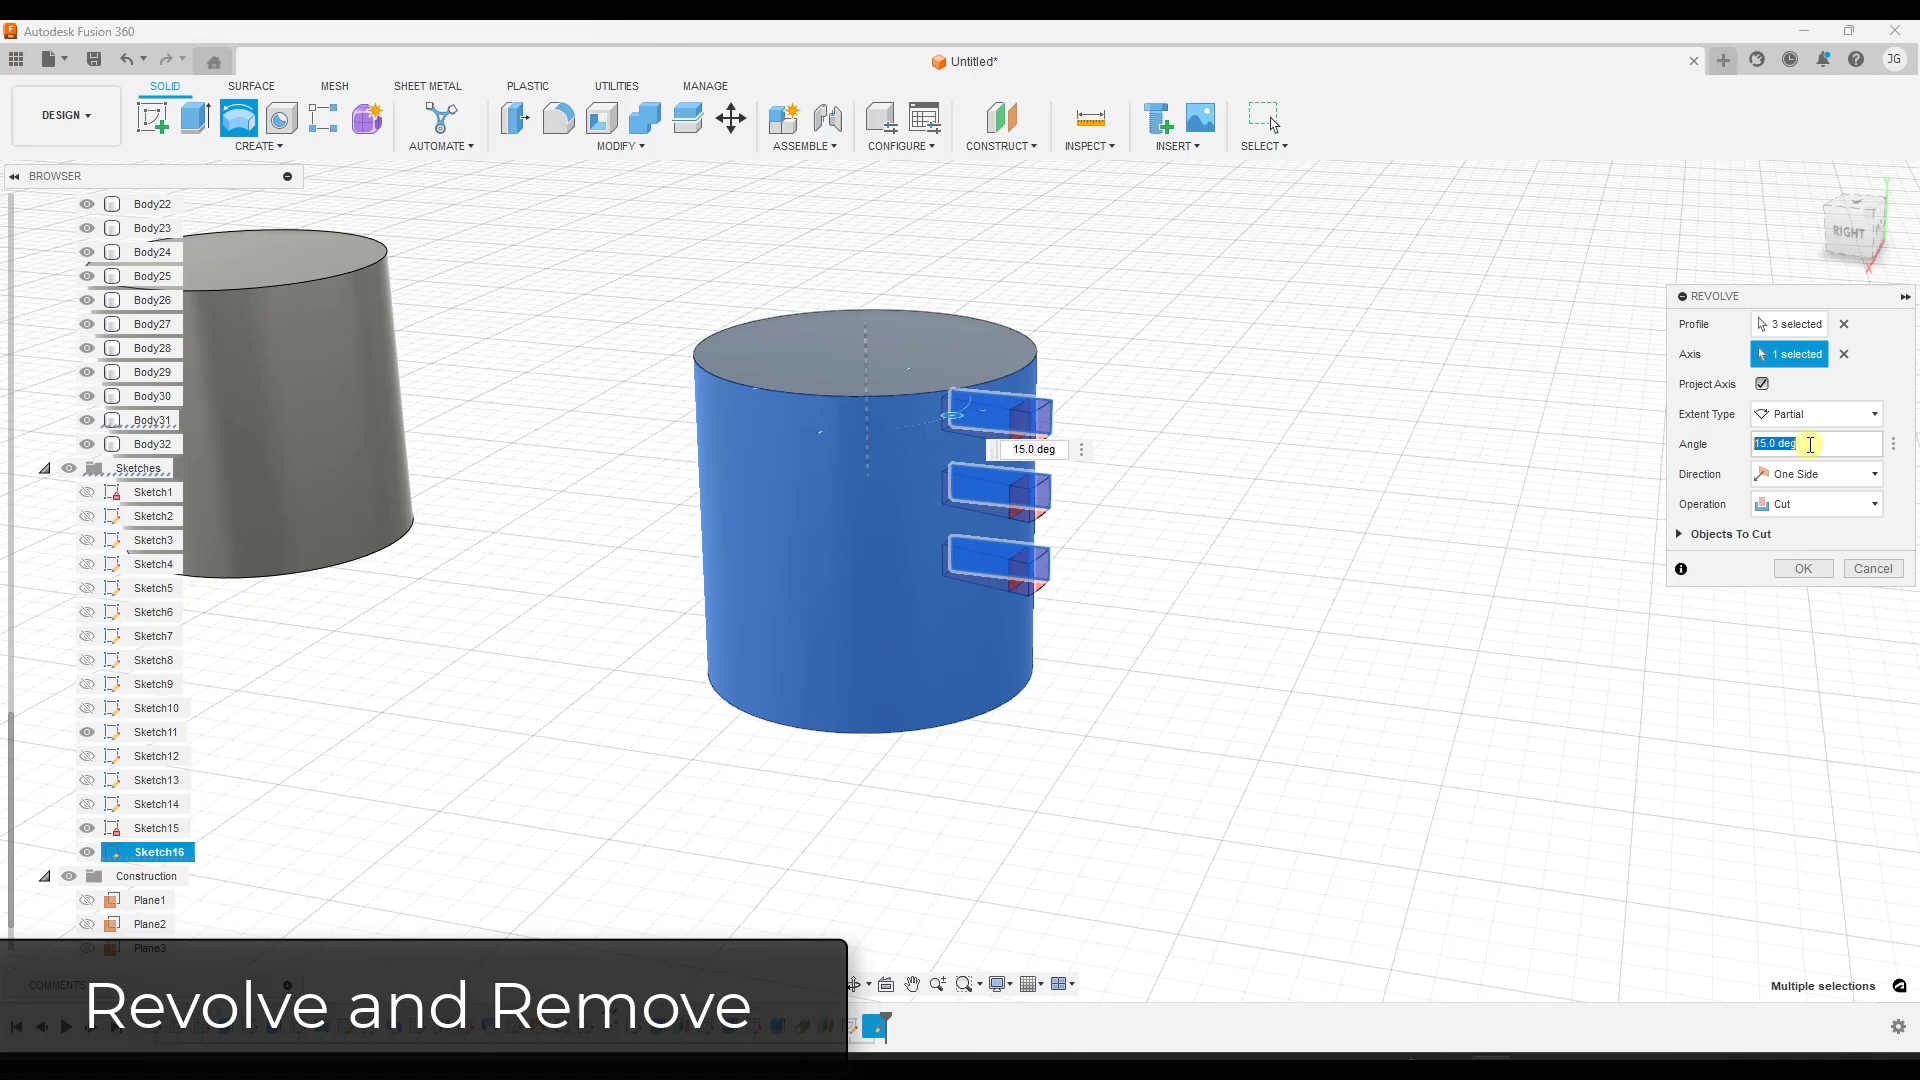 Autodesk Fusion 360
Untitled*
JG
SOLID SURFACE MESH SHEET METAL PLASTIC UTILITIES MANAGE
DESIGN
CREATE AUTOMATE MODIFY ASSEMBLE CONFIGURE CONSTRUCT INSPECT INSERT SELECT
BROWSER
Body22
Body23
Body24
Body25
Body26
Body27
Body28
Body29
Body30
Body31
Body32
Sketches
Sketch1
Sketch2
Sketch3
Sketch4
Sketch5
Sketch6
Sketch7
Sketch8
Sketch9
Sketch10
Sketch11
Sketch12
Sketch13
Sketch14
Sketch15
Sketch16
Construction
Plane1
Plane2
Plane3
COMMENTS
15.0 deg
RIGHT
Y
X
REVOLVE
Profile 3 selected
Axis 1 selected
Project Axis
Extent Type Partial
Angle 15.0 deg
Direction One Side
Operation Cut
Objects To Cut
OK Cancel
Multiple selections
Revolve and Remove